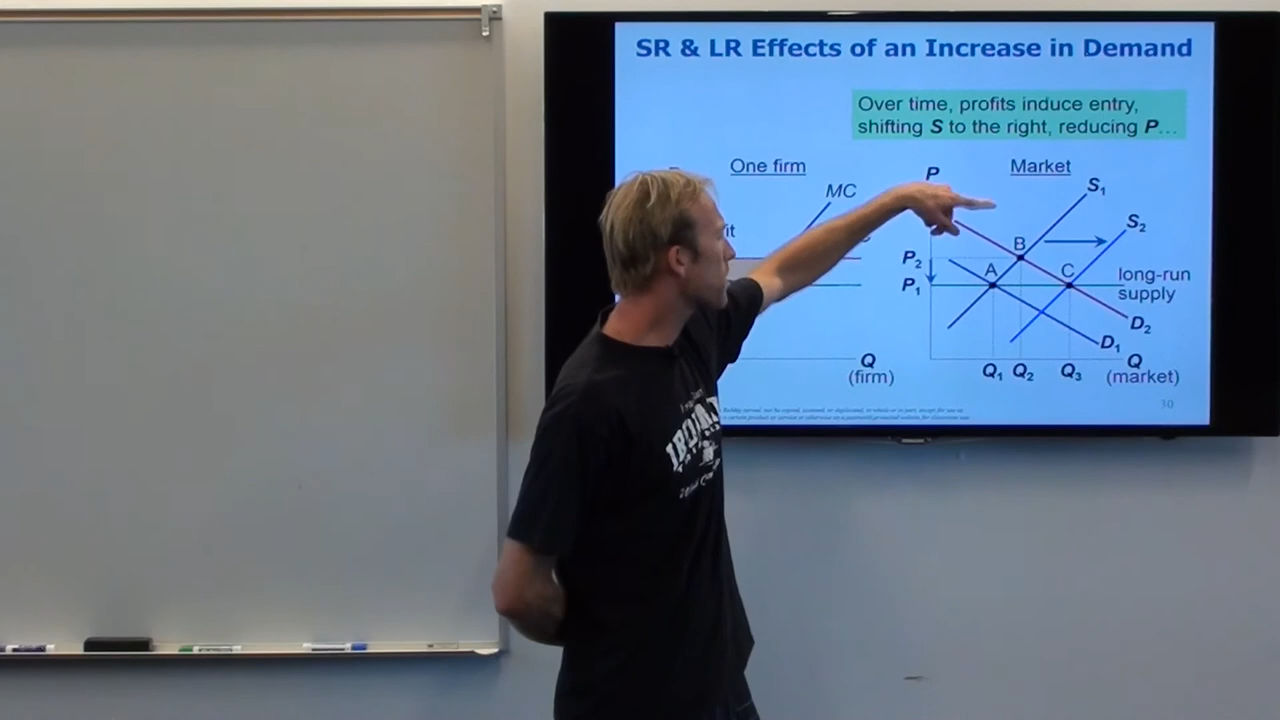 SR & LR Effects of an Increase in Demand
Over time, profits induce entry,
shifting S to the right, reducing P…
One firm
MC
Q
(firm)
Market
P
S1
S2
B
P2
A
C
P1
long-run
supply
D2
D1
Q1 Q2 Q3
Q
(market)
30